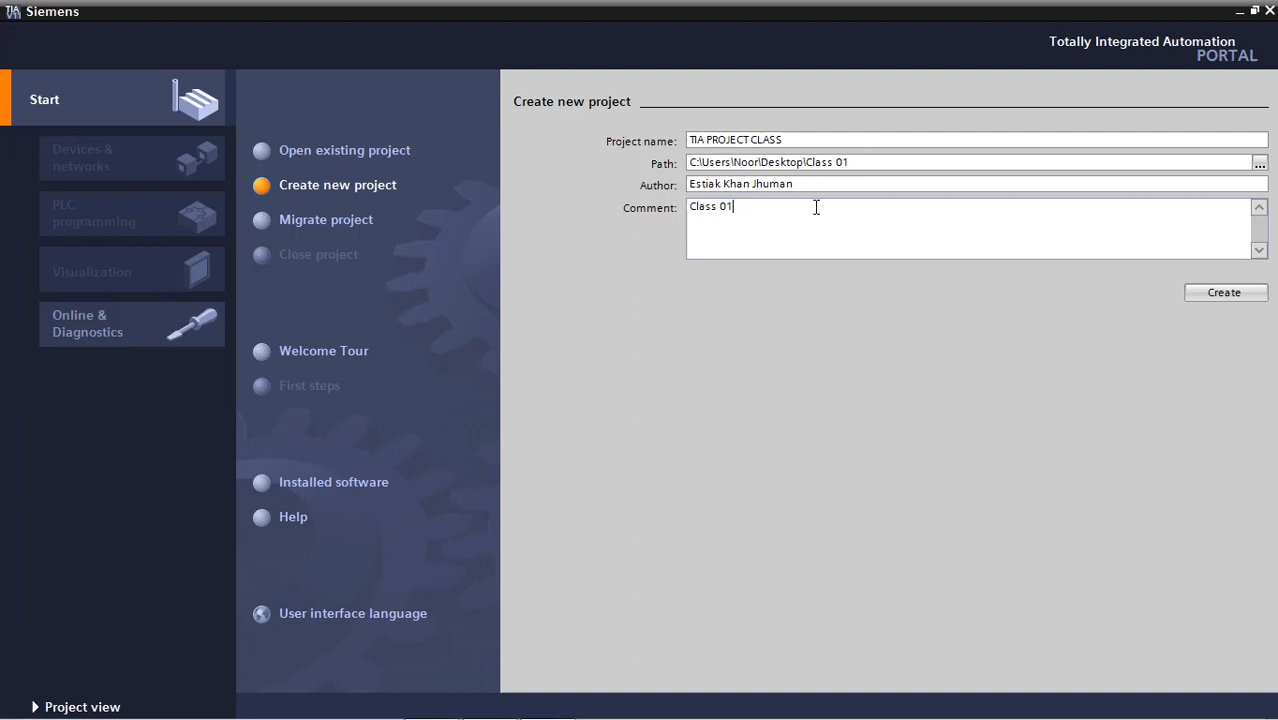 TIA
V11
Siemens
Totally Integrated Automation
PORTAL
Start
Devices &
networks
PLC
programming
Visualization
Online &
Diagnostics
Open existing project
Create new project
Migrate project
Close project
Welcome Tour
First steps
Installed software
Help
User interface language
Create new project
Project name: TIA PROJECT CLASS
Path: C:\Users\Noor\Desktop\Class 01 ...
Author: Estiak Khan Jhuman
Comment: Class 01
Create
Project view